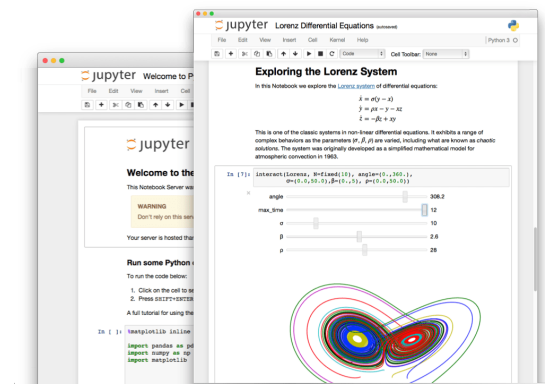 jupyter Lorenz Differential Equations (autosaved)
File Edit View Insert Cell Kernel Help
Python 3
Code
Cell Toolbar: None
Exploring the Lorenz System
In this Notebook we explore the Lorenz system of differential equations:
ẋ = σ(y − x)
ẏ = ρx − y − xz
ż = −βz + xy
This is one of the classic systems in non-linear differential equations. It exhibits a range of
complex behaviors as the parameters (σ, β, ρ) are varied, including what are known as chaotic
solutions. The system was originally developed as a simplified mathematical model for
atmospheric convection in 1963.
In [7]: interact(Lorenz, N=fixed(10), angle=(0.,360.),
σ=(0.0,50.0),β=(0.,5), ρ=(0.0,50.0))
angle 308.2
max_time 12
σ 10
β 2.6
ρ 28
jupyter Welcome to P
File Edit View Insert Cell
jupyter
Welcome to the
This Notebook Server wa
WARNING
Don't rely on this serv
Your server is hosted than
Run some Python c
To run the code below:
1. Click on the cell to se
2. Press SHIFT+ENTER
A full tutorial for using the
In [ ]: %matplotlib inline
import pandas as pd
import numpy as np
import matplotlib